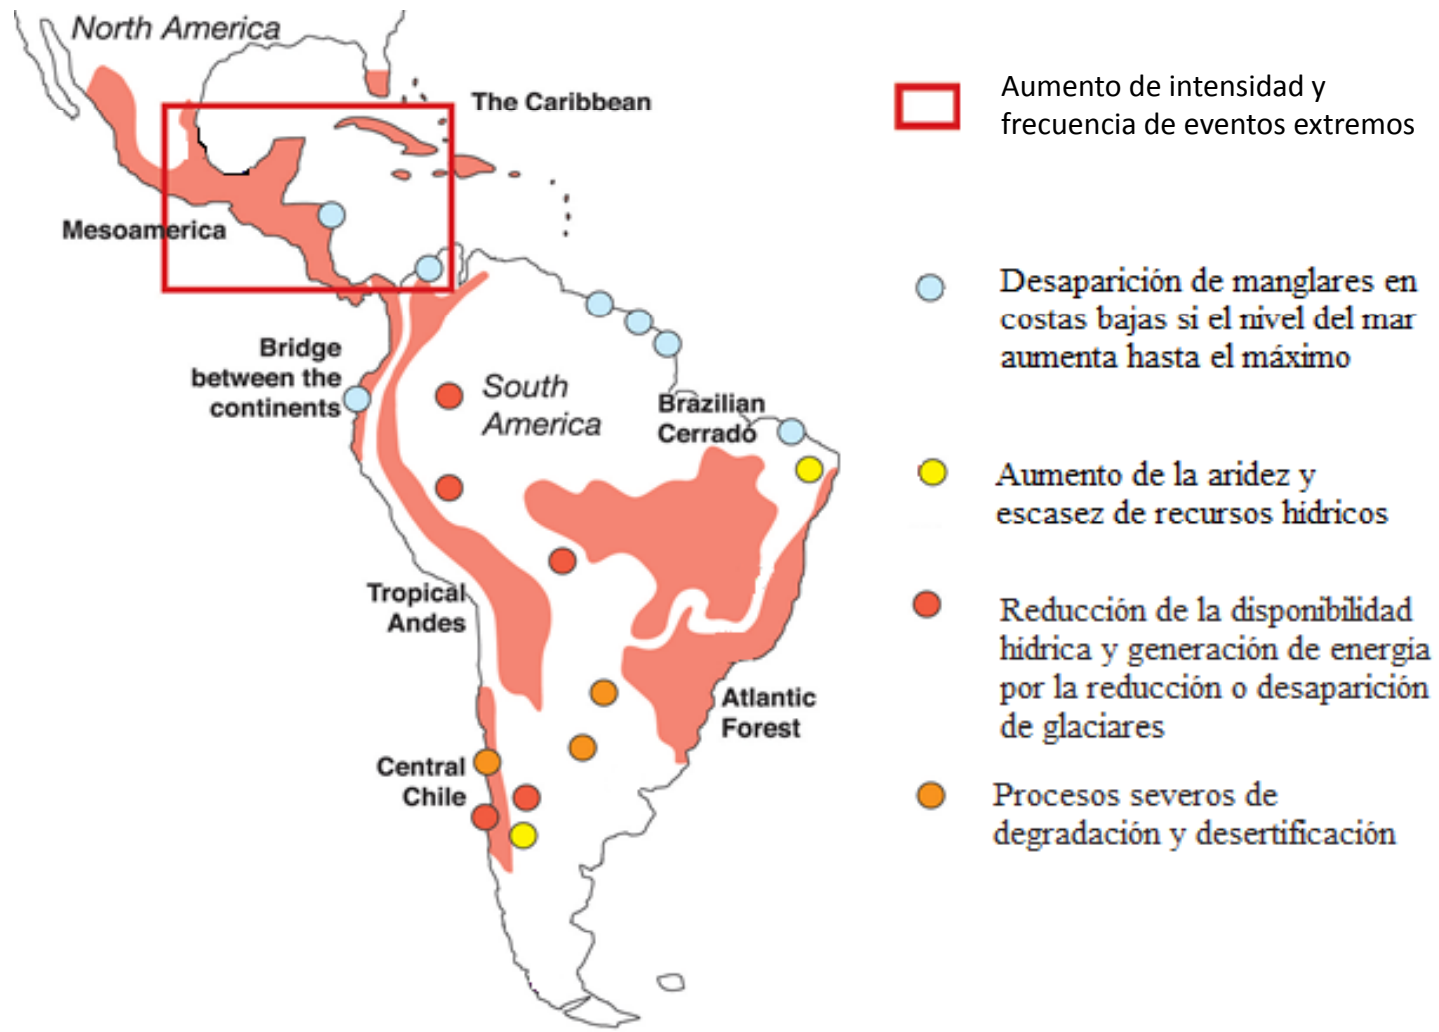 North America
The Caribbean
Mesoamerica
Bridge
between the
continents
South
America
Brazilian
Cerrado
Tropical
Andes
Atlantic
Forest
Central
Chile
Aumento de intensidad y
frecuencia de eventos extremos
Desaparición de manglares en
costas bajas si el nivel del mar
aumenta hasta el máximo
Aumento de la aridez y
escasez de recursos hídricos
Reducción de la disponibilidad
hídrica y generación de energía
por la reducción o desaparición
de glaciares
Procesos severos de
degradación y desertificación